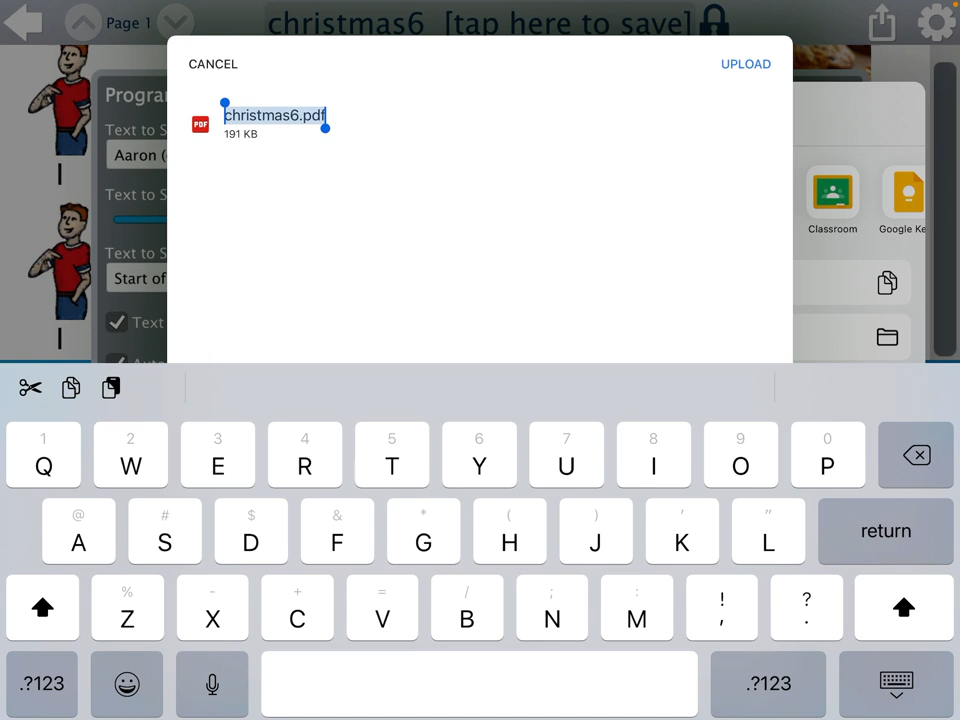 Page 1
christmas6 [tap here to save]
CANCEL
UPLOAD
PDF
christmas6.pdf
191 KB
Text to S
Aaron (
Text to S
Text to S
Start of
Text
I
I
Classroom
Google Ke
1 2 3 4 5 6 7 8 9 0
Q W E R T Y U I O P
@ # $ & * ( ) ' "
A S D F G H J K L return
% - + = / ; : ! ?
Z X C V B N M , .
.?123 .?123